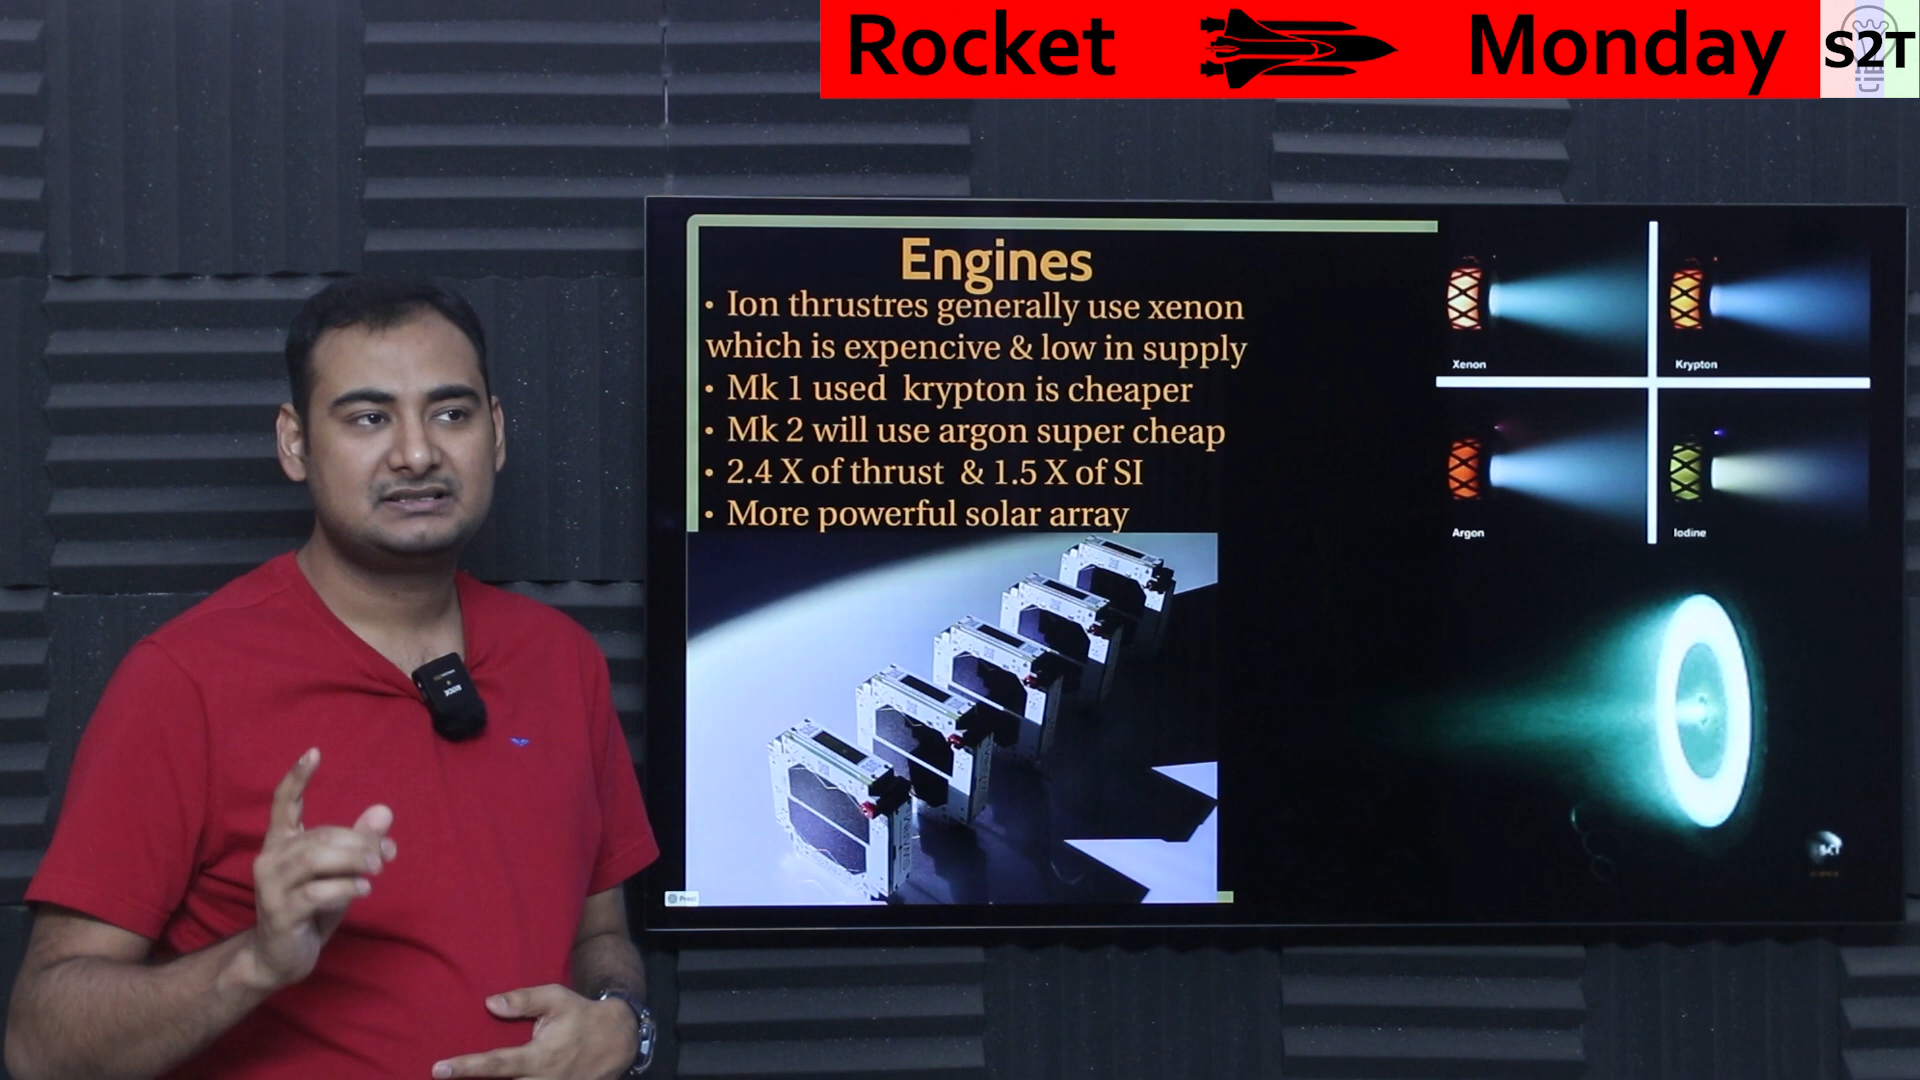 Rocket Monday
S2T
Engines
• Ion thrustres generally use xenon
which is expencive & low in supply
• Mk 1 used krypton is cheaper
• Mk 2 will use argon super cheap
• 2.4 X of thrust & 1.5 X of SI
• More powerful solar array
Xenon
Krypton
Argon
Iodine
Prezi
RODE